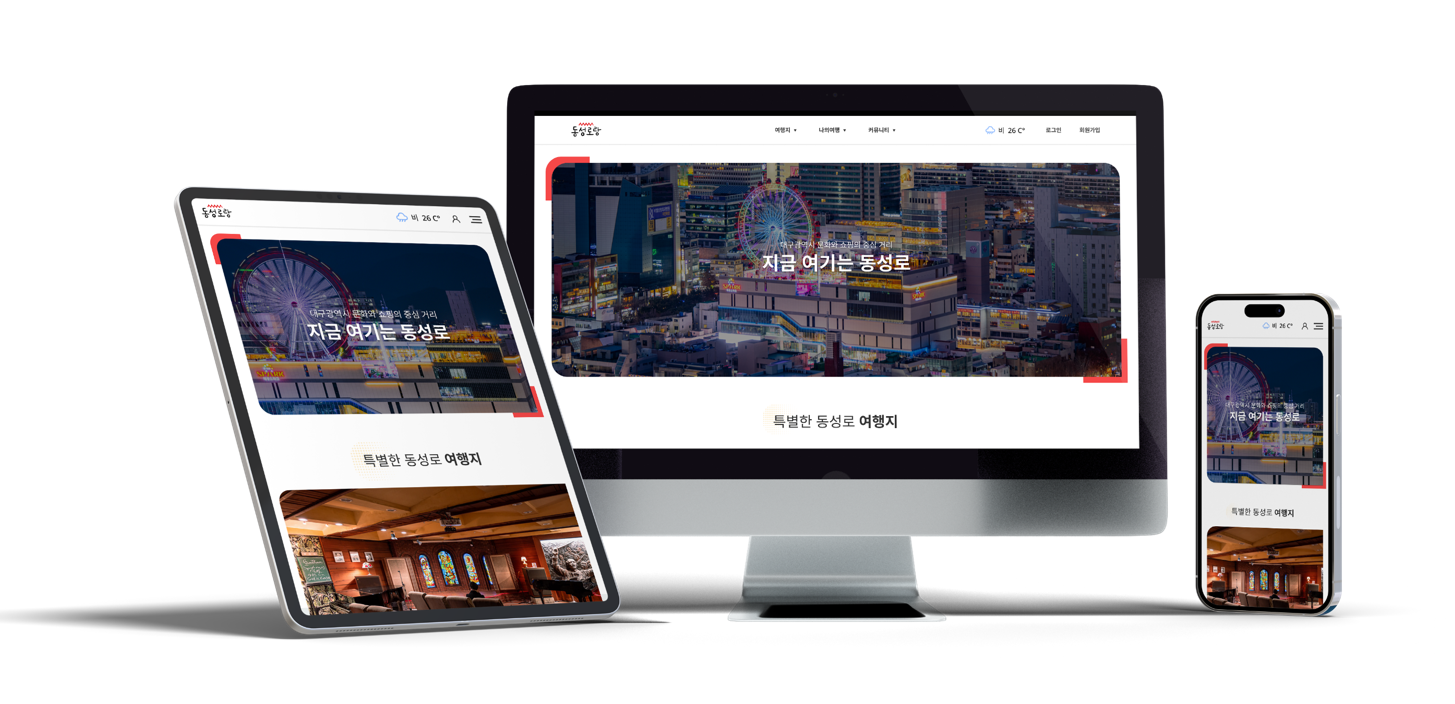 동성로랑
비 26 C°
대구광역시 문화와 쇼핑의 중심 거리
지금 여기는 동성로
특별한 동성로 여행지
동성로랑
여행지 ▼ 나의여행 ▼ 커뮤니티 ▼
비 26 C° 로그인 회원가입
대구광역시 문화와 쇼핑의 중심 거리
지금 여기는 동성로
특별한 동성로 여행지
동성로랑
비 26 C°
대구광역시 문화와 쇼핑의 중심 거리
지금 여기는 동성로
특별한 동성로 여행지